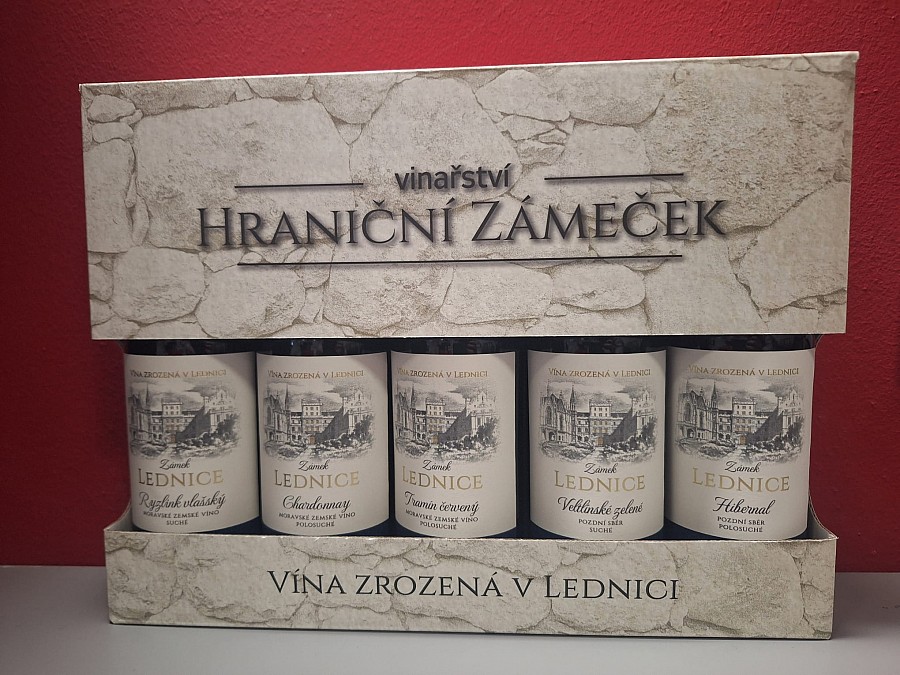 vinařství
Hraniční Zámeček
Vína zrozená v Lednici
Zámek
Lednice
Ryzlink vlašský
Moravské zemské víno
suché
Vína zrozená v Lednici
Zámek
Lednice
Chardonnay
Moravské zemské víno
polosuché
Vína zrozená v Lednici
Zámek
Lednice
Tramín červený
Moravské zemské víno
polosuché
Vína zrozená v Lednici
Zámek
Lednice
Veltlínské zelené
pozdní sběr
suché
Vína zrozená v Lednici
Zámek
Lednice
Hibernal
pozdní sběr
polosuché
Vína zrozená v Lednici